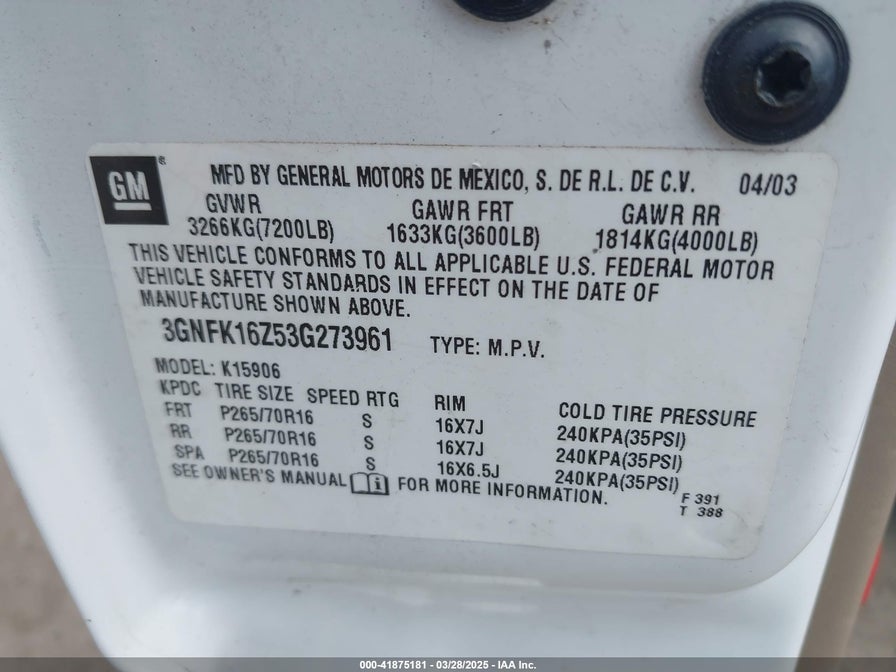 GM ® MFD BY GENERAL MOTORS DE MEXICO, S. DE R.L. DE C.V. 04/03
GVWR GAWR FRT GAWR RR
3266KG(7200LB) 1633KG(3600LB) 1814KG(4000LB)
THIS VEHICLE CONFORMS TO ALL APPLICABLE U.S. FEDERAL MOTOR
VEHICLE SAFETY STANDARDS IN EFFECT ON THE DATE OF
MANUFACTURE SHOWN ABOVE.
3GNFK16Z53G273961 TYPE: M.P.V.
MODEL: K15906
KPDC TIRE SIZE SPEED RTG RIM COLD TIRE PRESSURE
FRT P265/70R16 S 16X7J 240KPA(35PSI)
RR P265/70R16 S 16X7J 240KPA(35PSI)
SPA P265/70R16 S 16X6.5J 240KPA(35PSI)
SEE OWNER'S MANUAL FOR MORE INFORMATION.
F 391
T 388
000-41875181 | 03/28/2025 | IAA Inc.